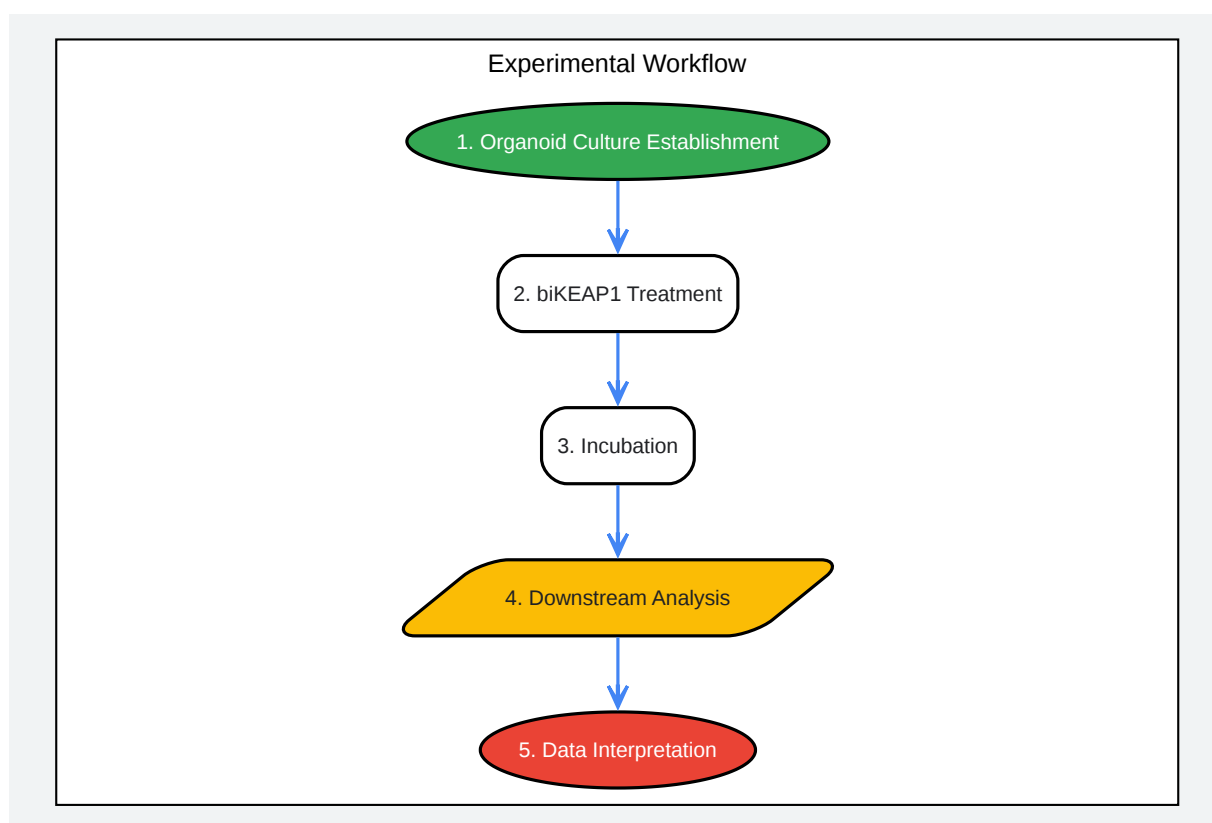 Experimental Workflow
1. Organoid Culture Establishment
2. biKEAP1 Treatment
3. Incubation
4. Downstream Analysis
5. Data Interpretation